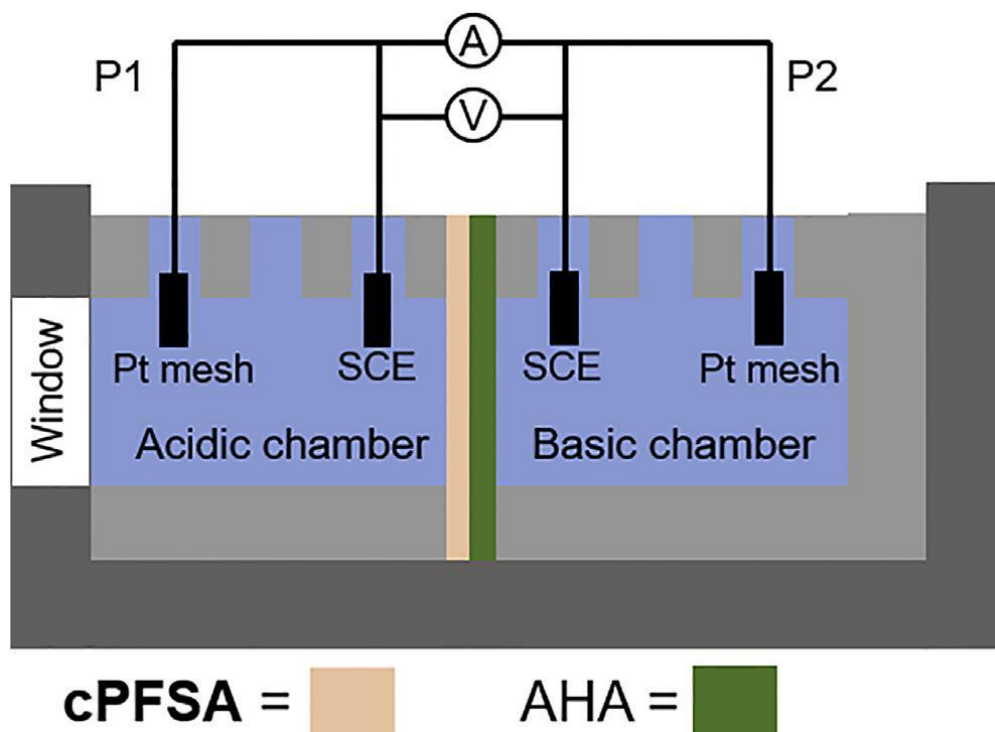 A
P1
P2
V
Pt mesh
SCE
SCE
Pt mesh
Window
Acidic chamber
Basic chamber
cPFSA =
AHA =